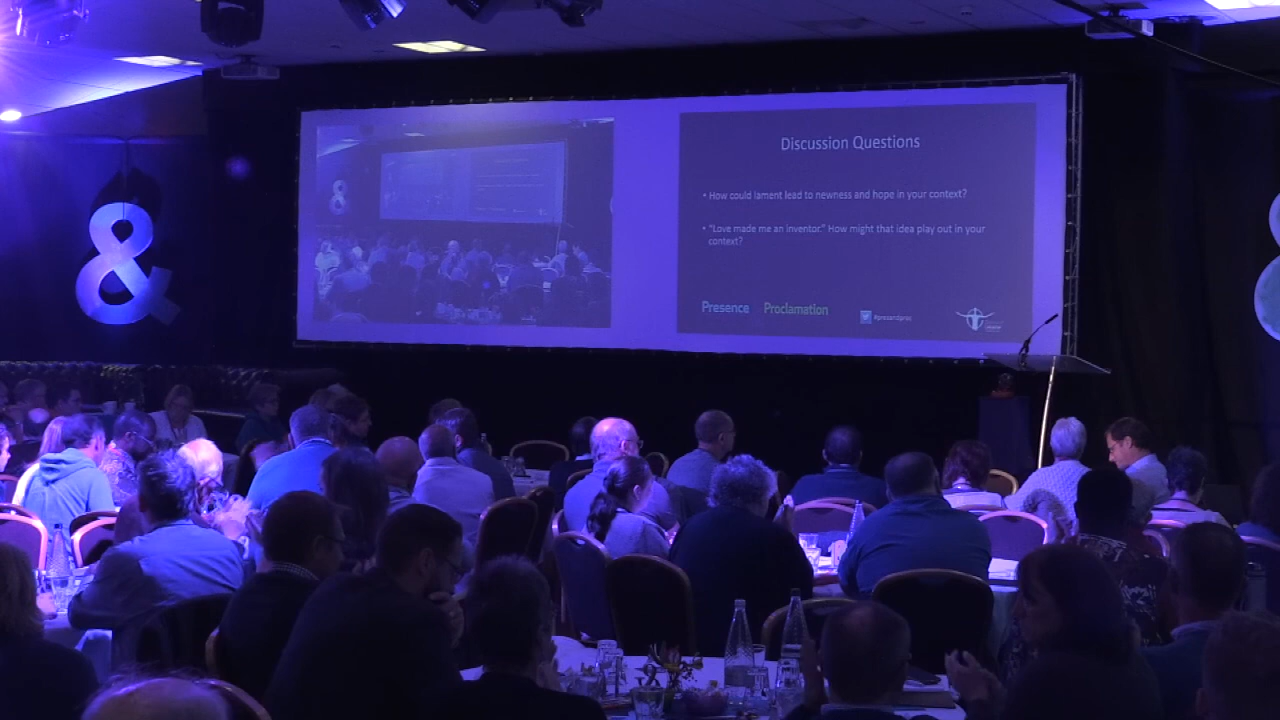 &
Discussion Questions
• How could lament lead to newness and hope in your context?
• "Love made me an inventor." How might that idea play out in your
context?
Presence Proclamation
#presandproc